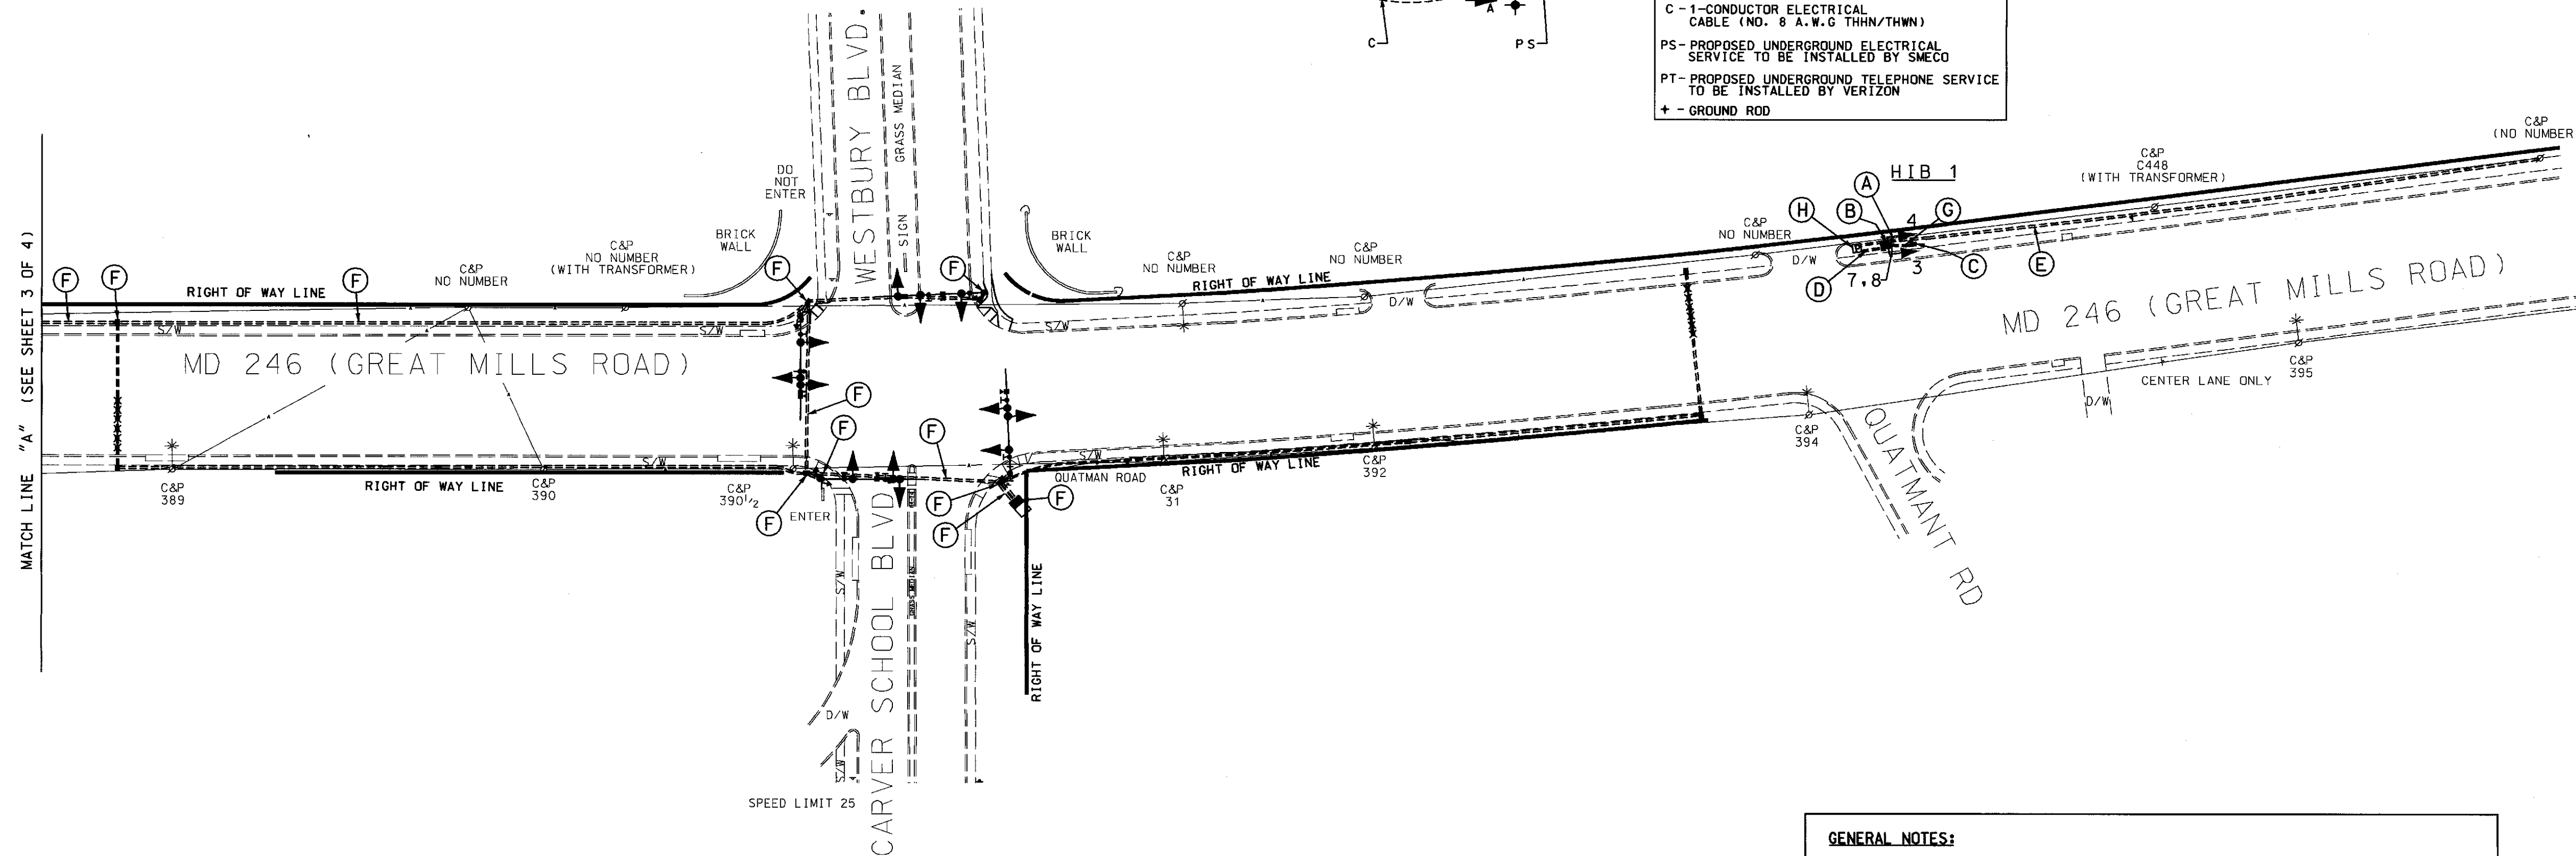 C
A
PS
C - 1-CONDUCTOR ELECTRICAL
CABLE (NO. 8 A.W.G THHN/THWN)
PS- PROPOSED UNDERGROUND ELECTRICAL
SERVICE TO BE INSTALLED BY SMECO
PT- PROPOSED UNDERGROUND TELEPHONE SERVICE
TO BE INSTALLED BY VERIZON
+ - GROUND ROD
MATCH LINE "A" (SEE SHEET 3 OF 4)
WESTBURY BLVD.
GRASS MEDIAN
SIGN
DO
NOT
ENTER
BRICK
WALL
BRICK
WALL
C&P
NO NUMBER
C&P
NO NUMBER
(WITH TRANSFORMER)
C&P
NO NUMBER
C&P
NO NUMBER
C&P
NO NUMBER
HIB 1
C&P
C448
(WITH TRANSFORMER)
C&P
(NO NUMBER
A
B
H
4
G
3
C
D
7,8
E
D/W
F
F
F
F
F
RIGHT OF WAY LINE
RIGHT OF WAY LINE
S/W
S/W
S/W
D/W
MD 246 (GREAT MILLS ROAD)
MD 246 (GREAT MILLS ROAD)
F
F
F
S/W
S/W
RIGHT OF WAY LINE
RIGHT OF WAY LINE
C&P
389
C&P
390
C&P
390 1/2
F
ENTER
F
F
F
QUATMAN ROAD
C&P
31
C&P
392
C&P
394
C&P
395
CENTER LANE ONLY
D/W
QUATMANT RD
CARVER SCHOOL BLVD
S/W
S/W
S/W
D/W
RIGHT OF WAY LINE
SPEED LIMIT 25
GENERAL NOTES: